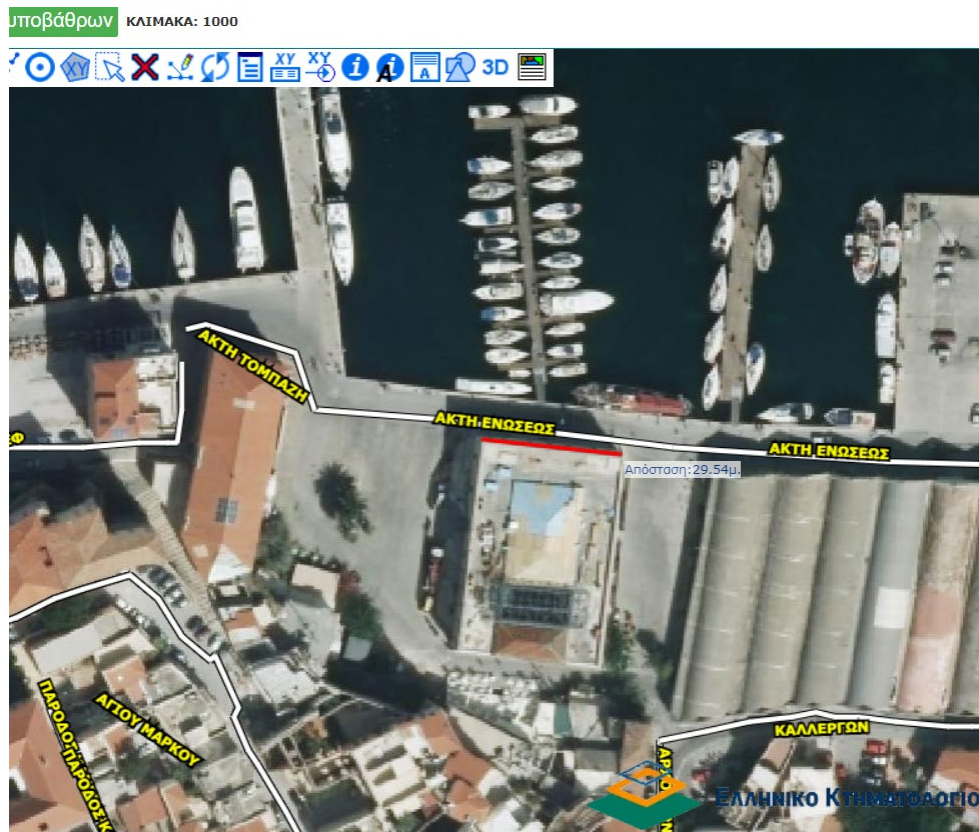 υποβάθρων ΚΛΙΜΑΚΑ: 1000
XY XY XY i A i A 3D
ΑΚΤΗ ΤΟΜΠΑΖΗ
ΑΚΤΗ ΕΝΩΣΕΩΣ
ΑΚΤΗ ΕΝΩΣΕΩΣ
Απόσταση:29.54μ.
ΠΑΡΟΔΟΣ
ΠΑΡΟΔΟΣ Κ
ΑΓΙΟΥ ΜΑΡΚΟΥ
ΚΑΛΛΕΡΓΩΝ
ΕΛΛΗΝΙΚΟ ΚΤΗΜΑΤΟΛΟΓΙΟ